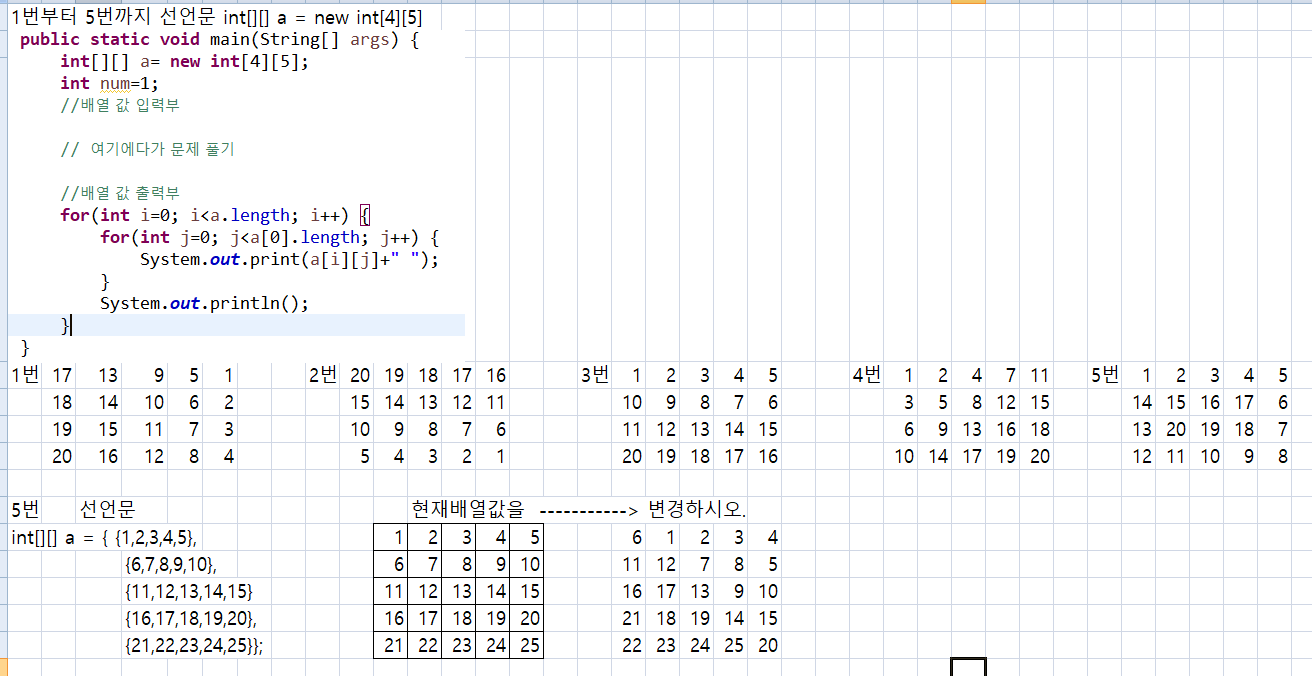 1번부터 5번까지 선언문 int[][] a = new int[4][5]
public static void main(String[] args) {
int[][] a= new int[4][5];
int num=1;
//배열 값 입력부
// 여기에다가 문제 풀기
//배열 값 출력부
for(int i=0; i<a.length; i++) {
for(int j=0; j<a[0].length; j++) {
System.out.print(a[i][j]+" ");
}
System.out.println();
}
}
1번 17 13 9 5 1 2번 20 19 18 17 16 3번 1 2 3 4 5 4번 1 2 4 7 11 5번 1 2 3 4 5
18 14 10 6 2 15 14 13 12 11 10 9 8 7 6 3 5 8 12 15 14 15 16 17 6
19 15 11 7 3 10 9 8 7 6 11 12 13 14 15 6 9 13 16 18 13 20 19 18 7
20 16 12 8 4 5 4 3 2 1 20 19 18 17 16 10 14 17 19 20 12 11 10 9 8
5번 선언문 현재배열값을 -----------> 변경하시오.
int[][] a = { {1,2,3,4,5}, 1 2 3 4 5 6 1 2 3 4
{6,7,8,9,10}, 6 7 8 9 10 11 12 7 8 5
{11,12,13,14,15} 11 12 13 14 15 16 17 13 9 10
{16,17,18,19,20}, 16 17 18 19 20 21 18 19 14 15
{21,22,23,24,25}}; 21 22 23 24 25 22 23 24 25 20